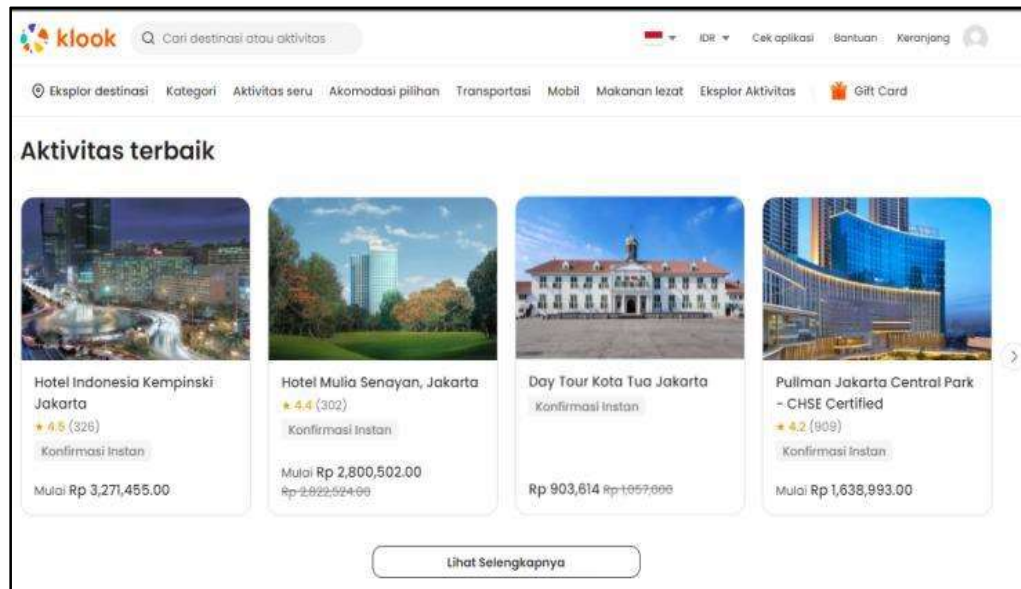 klook Cari destinasi atau aktivitas IDR Cek aplikasi Bantuan Keranjang
Eksplor destinasi Kategori Aktivitas seru Akomodasi pilihan Transportasi Mobil Makanan lezat Eksplor Aktivitas Gift Card
Aktivitas terbaik
Hotel Indonesia Kempinski
Jakarta
★ 4.5 (326)
Konfirmasi Instan
Mulai Rp 3,271,455.00
Hotel Mulia Senayan, Jakarta
★ 4.4 (302)
Konfirmasi Instan
Mulai Rp 2,800,502.00
Rp 2,822,524.00
Day Tour Kota Tua Jakarta
Konfirmasi Instan
Rp 903,614 Rp 1,057,000
Pullman Jakarta Central Park
- CHSE Certified
★ 4.2 (909)
Konfirmasi Instan
Mulai Rp 1,638,993.00
Lihat Selengkapnya